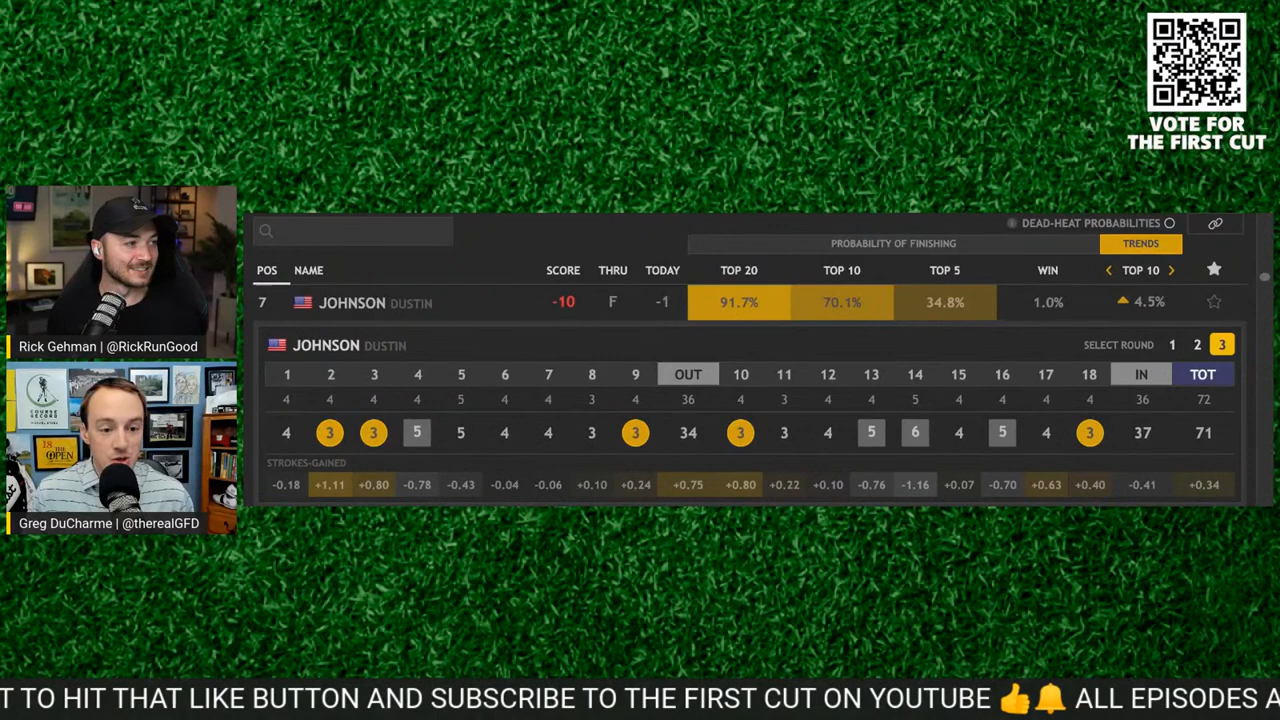 VOTE FOR
THE FIRST CUT
DEAD-HEAT PROBABILITIES
PROBABILITY OF FINISHING TRENDS
POS NAME SCORE THRU TODAY TOP 20 TOP 10 TOP 5 WIN < TOP 10 >
7 JOHNSON DUSTIN -10 F -1 91.7% 70.1% 34.8% 1.0% 4.5%
JOHNSON DUSTIN SELECT ROUND 1 2 3
1 2 3 4 5 6 7 8 9 OUT 10 11 12 13 14 15 16 17 18 IN TOT
4 4 4 4 5 4 4 3 4 36 4 3 4 4 5 4 4 4 4 36 72
4 3 3 5 5 4 4 3 3 34 3 3 4 5 6 4 5 4 3 37 71
STROKES-GAINED
-0.18 +1.11 +0.80 -0.78 -0.43 -0.04 -0.06 +0.10 +0.24 +0.75 +0.80 +0.22 +0.10 -0.76 -1.16 +0.07 -0.70 +0.63 +0.40 -0.41 +0.34
Rick Gehman | @RickRunGood
COURSE
RECORD
18
THE
OPEN
Greg DuCharme | @therealGFD
T TO HIT THAT LIKE BUTTON AND SUBSCRIBE TO THE FIRST CUT ON YOUTUBE 👍🔔 ALL EPISODES A